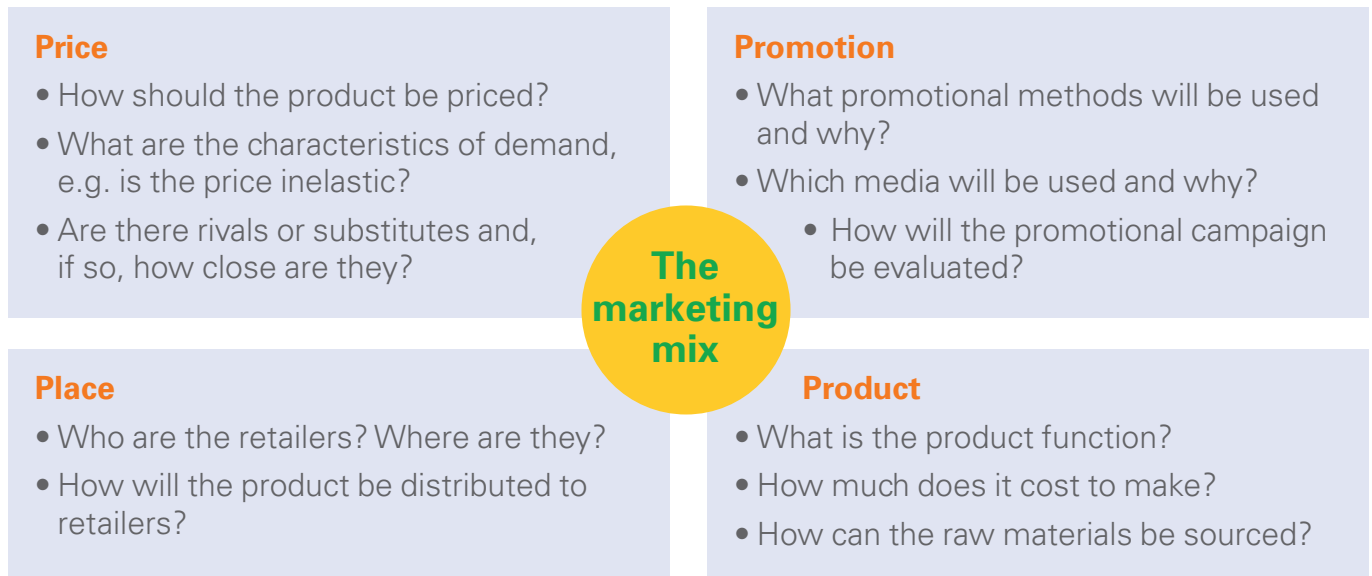 Price
• How should the product be priced?
• What are the characteristics of demand,
e.g. is the price inelastic?
• Are there rivals or substitutes and,
if so, how close are they?
Promotion
• What promotional methods will be used
and why?
• Which media will be used and why?
• How will the promotional campaign
be evaluated?
The
marketing
mix
Place
• Who are the retailers? Where are they?
• How will the product be distributed to
retailers?
Product
• What is the product function?
• How much does it cost to make?
• How can the raw materials be sourced?